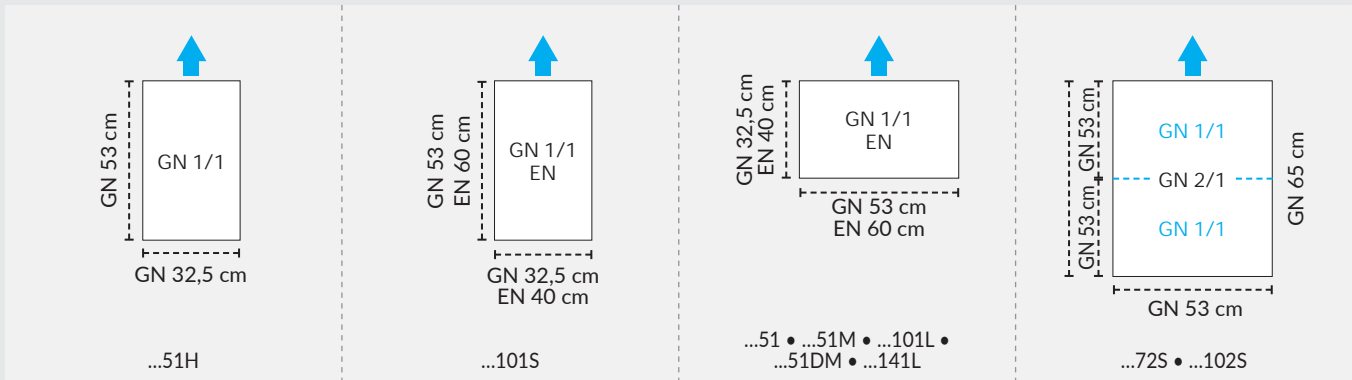 GN 53 cm
GN 1/1
GN 32,5 cm
...51H
GN 53 cm
EN 60 cm
GN 1/1
EN
GN 32,5 cm
EN 40 cm
...101S
GN 32,5 cm
EN 40 cm
GN 1/1
EN
GN 53 cm
EN 60 cm
...51 • ...51M • ...101L •
...51DM • ...141L
GN 53 cm
GN 53 cm
GN 1/1
GN 2/1
GN 1/1
GN 65 cm
GN 53 cm
...72S • ...102S